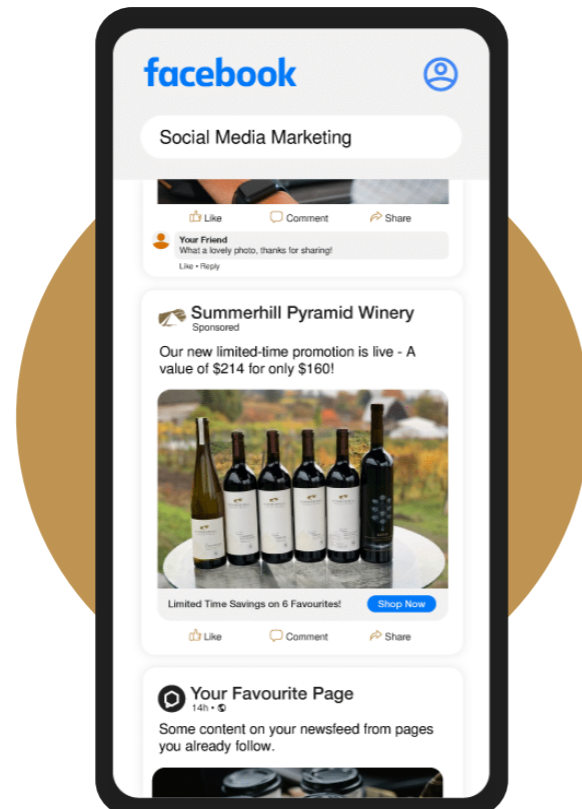 facebook
Social Media Marketing
Like Comment Share
Your Friend
What a lovely photo, thanks for sharing!
Like • Reply
Summerhill Pyramid Winery
Sponsored
Our new limited-time promotion is live - A
value of $214 for only $160!
Limited Time Savings on 6 Favourites!
Shop Now
Like Comment Share
Your Favourite Page
14h •
Some content on your newsfeed from pages
you already follow.